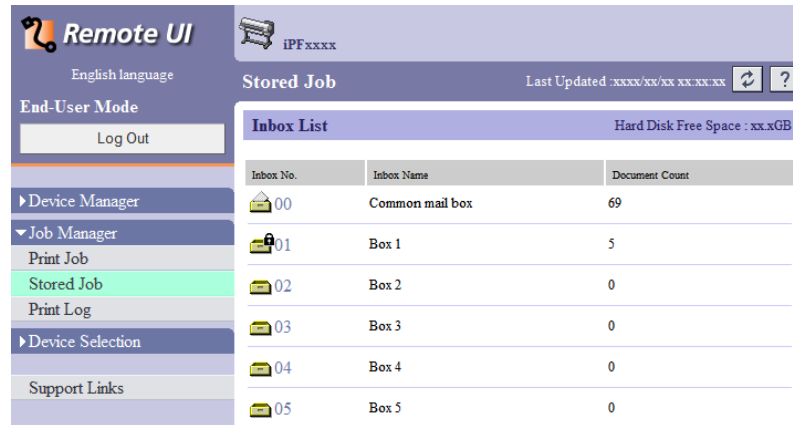 Remote UI
English language
End-User Mode
Log Out
Device Manager
Job Manager
Print Job
Stored Job
Print Log
Device Selection
Support Links
iPFxxxx
Stored Job Last Updated :xxxx/xx/xx xx:xx:xx ?
Inbox List Hard Disk Free Space : xx.xGB
Inbox No. Inbox Name Document Count
00 Common mail box 69
01 Box 1 5
02 Box 2 0
03 Box 3 0
04 Box 4 0
05 Box 5 0